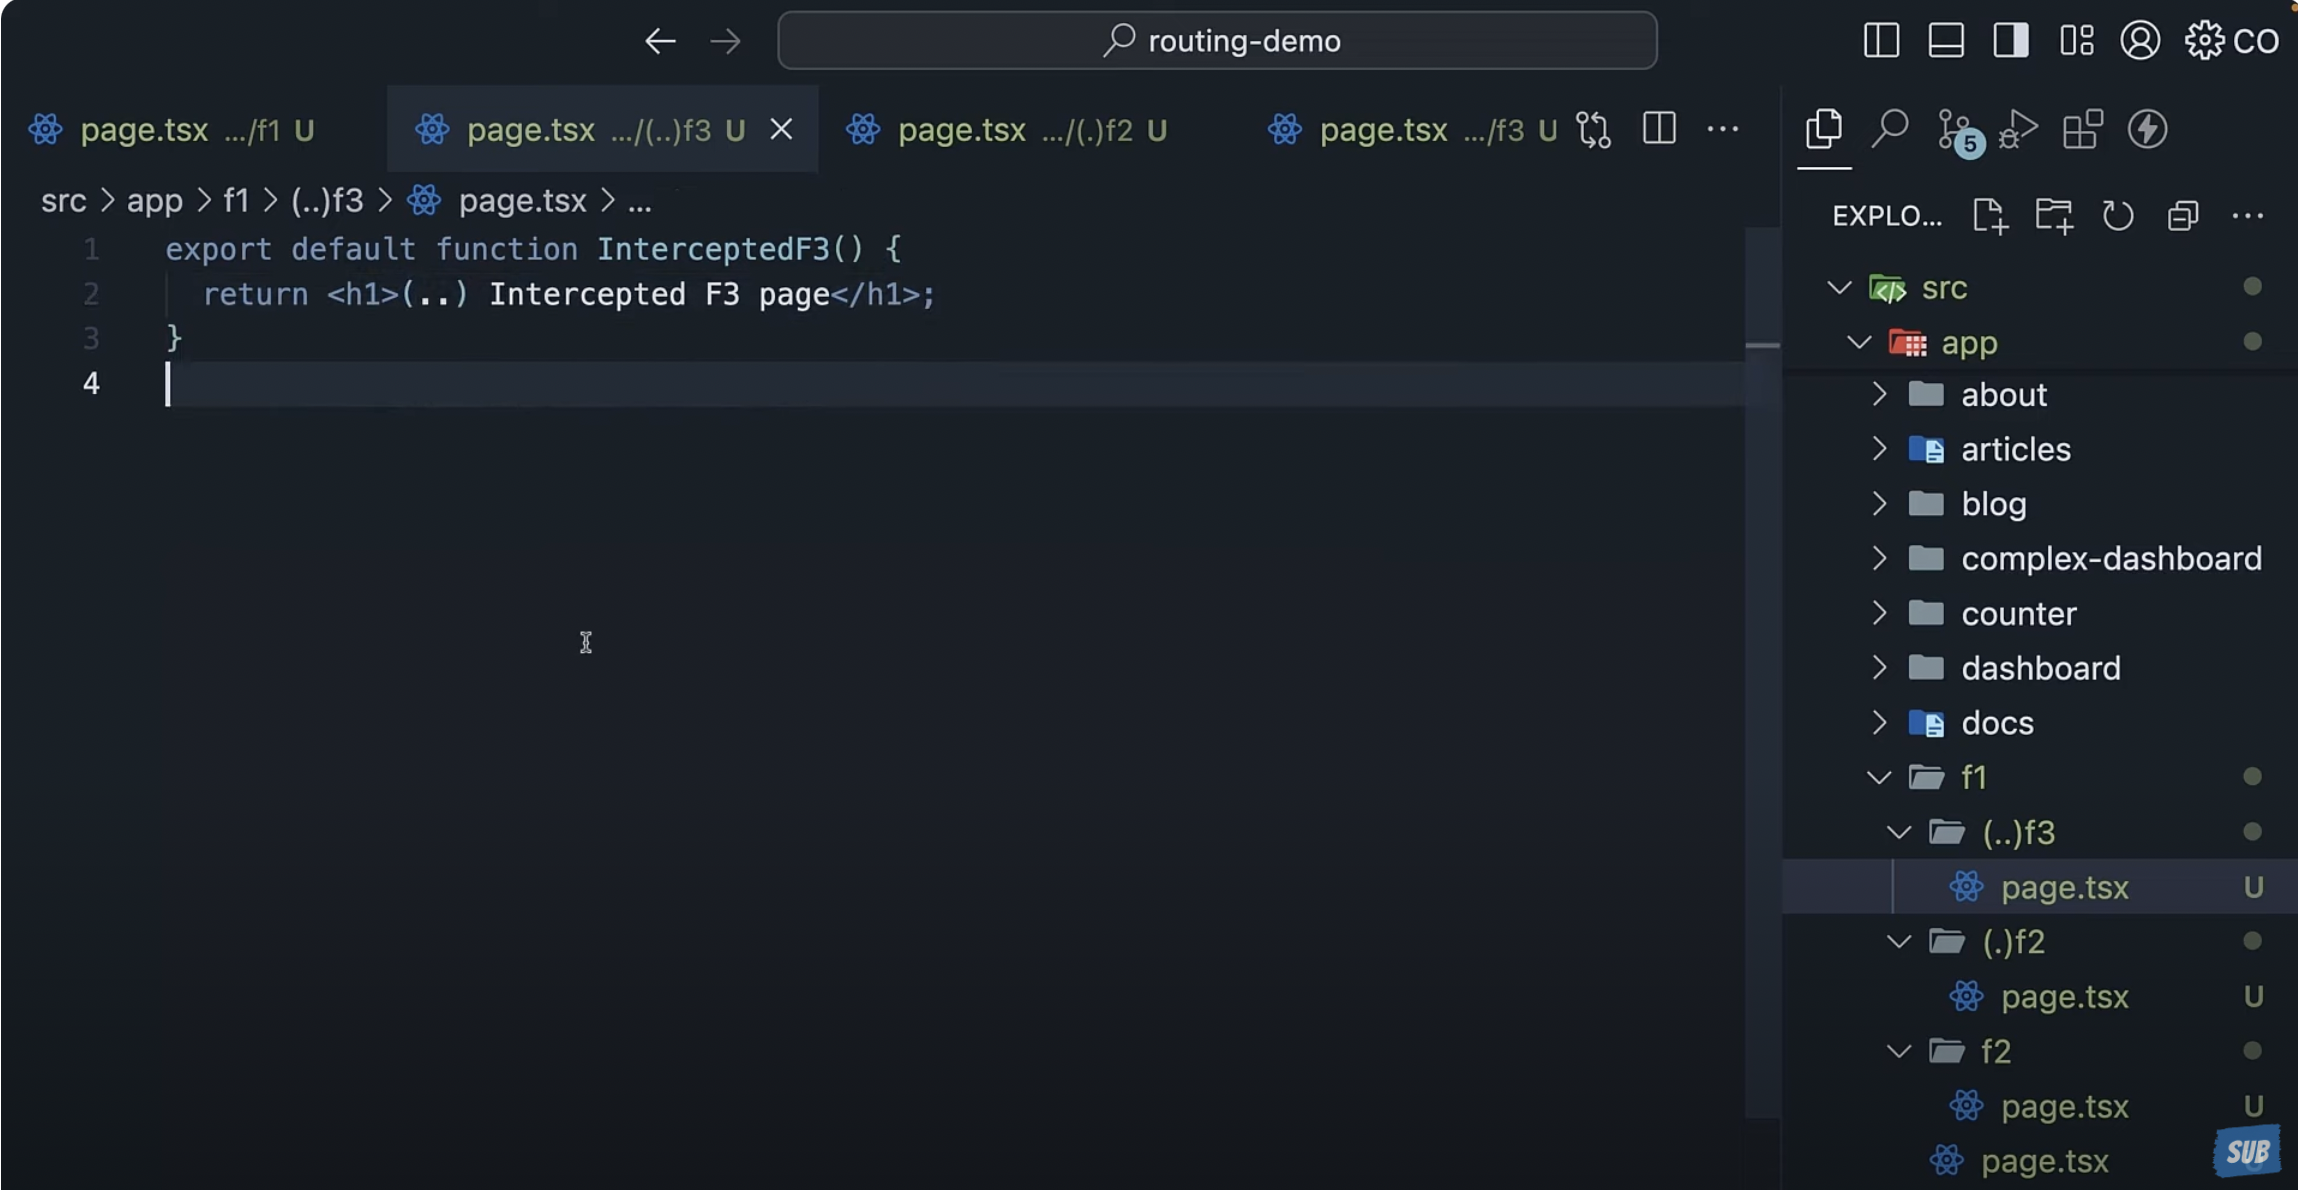 routing-demo
CO
page.tsx .../f1 U
page.tsx .../(..)f3 U
page.tsx .../(.)f2 U
page.tsx .../f3 U
5
src > app > f1 > (..)f3 > page.tsx > ...
EXPLO...
1 export default function InterceptedF3() {
2 return <h1>(..) Intercepted F3 page</h1>;
3 }
4
src
app
about
articles
blog
complex-dashboard
counter
dashboard
docs
f1
(..)f3
page.tsx U
(.)f2
page.tsx U
f2
page.tsx U
page.tsx
SUB